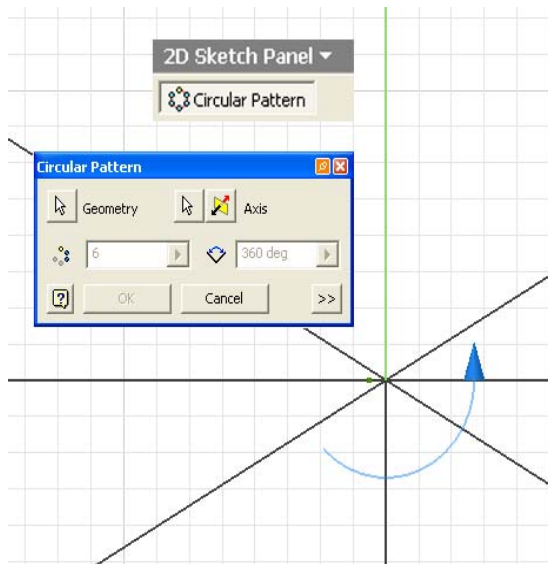 2D Sketch Panel
Circular Pattern
Circular Pattern
Geometry
Axis
6
360 deg
?
OK
Cancel
>>